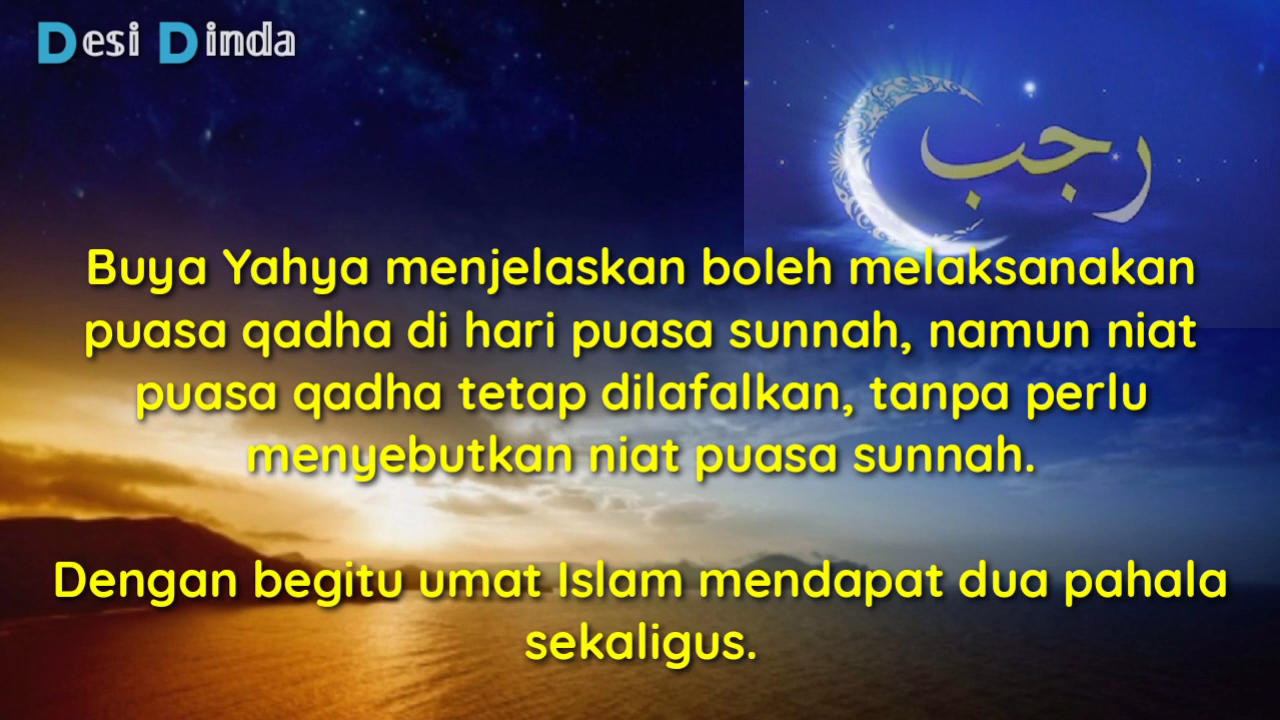 Desi Dinda
رجب
Buya Yahya menjelaskan boleh melaksanakan
puasa qadha di hari puasa sunnah, namun niat
puasa qadha tetap dilafalkan, tanpa perlu
menyebutkan niat puasa sunnah.
Dengan begitu umat Islam mendapat dua pahala
sekaligus.